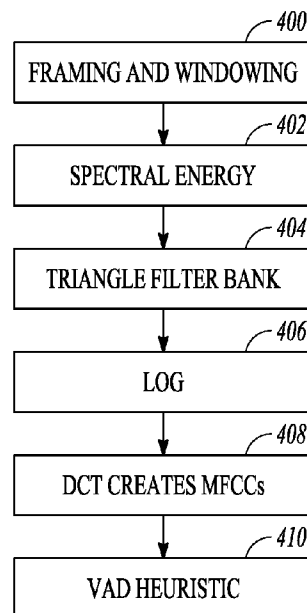 400
FRAMING AND WINDOWING
402
SPECTRAL ENERGY
404
TRIANGLE FILTER BANK
406
LOG
408
DCT CREATES MFCCs
410
VAD HEURISTIC